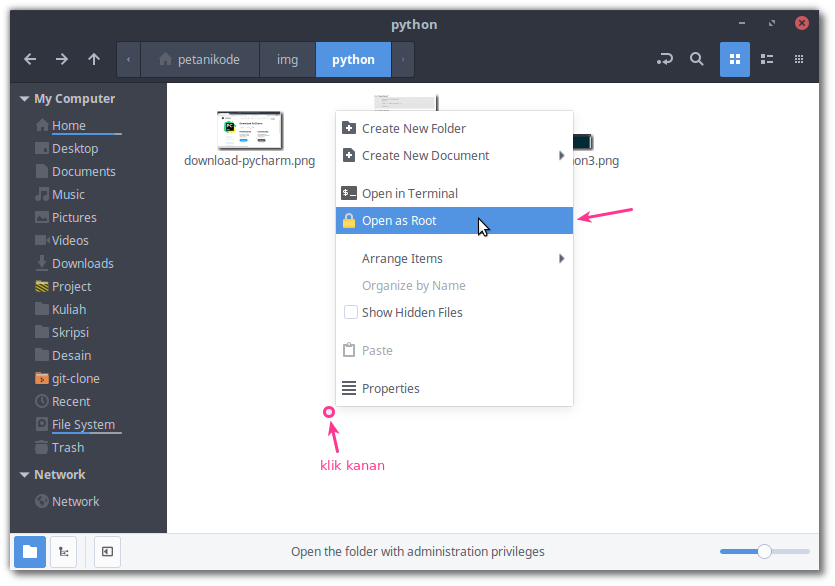 python
petanikode
img
python
My Computer
Home
Desktop
Documents
Music
Pictures
Videos
Downloads
Project
Kuliah
Skripsi
Desain
git-clone
Recent
File System
Trash
Network
Network
download-pycharm.png
on3.png
Create New Folder
Create New Document
Open in Terminal
Open as Root
Arrange Items
Organize by Name
Show Hidden Files
Paste
Properties
klik kanan
Open the folder with administration privileges